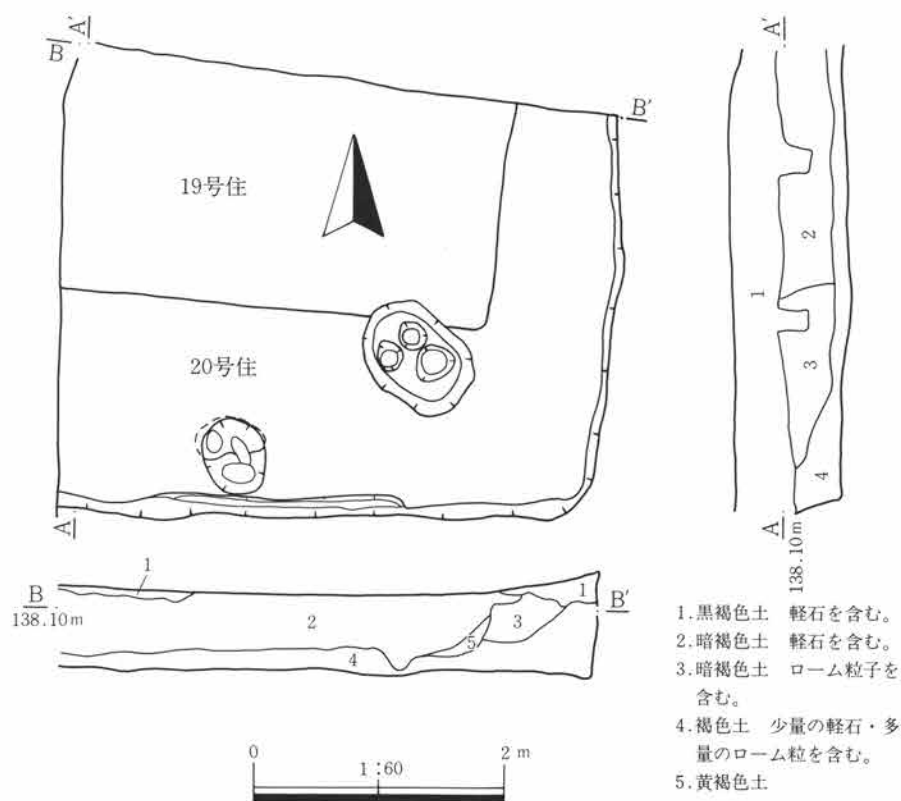 A'
B
B'
19号住
20号住
A
A'
1
2
3
4
A
138.10m
B
138.10m
1
2
3
4
5
1
B'
0
1:60
2 m
1.黒褐色土 軽石を含む。
2.暗褐色土 軽石を含む。
3.暗褐色土 ローム粒子を
含む。
4.褐色土 少量の軽石・多
量のローム粒を含む。
5.黄褐色土